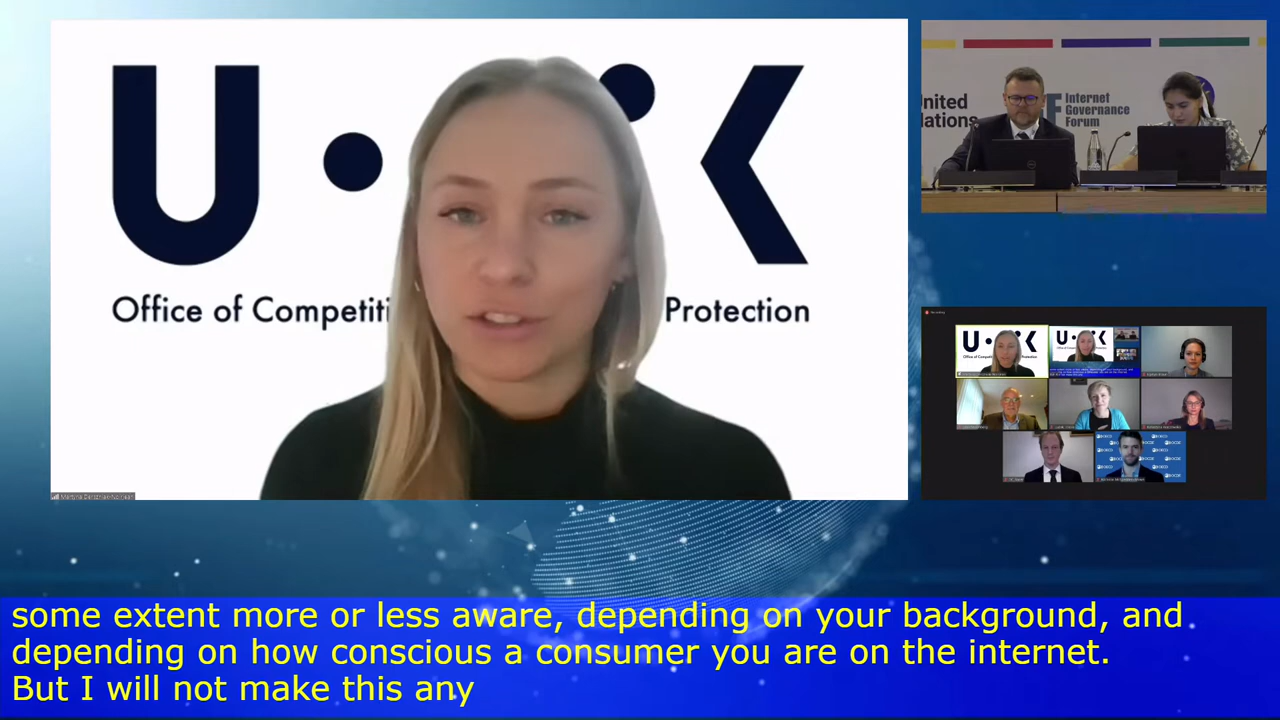 U•K
Office of Competiti
Protection
United
Nations
Internet
Governance
Forum
some extent more or less aware, depending on your background, and
depending on how conscious a consumer you are on the internet.
But I will not make this any